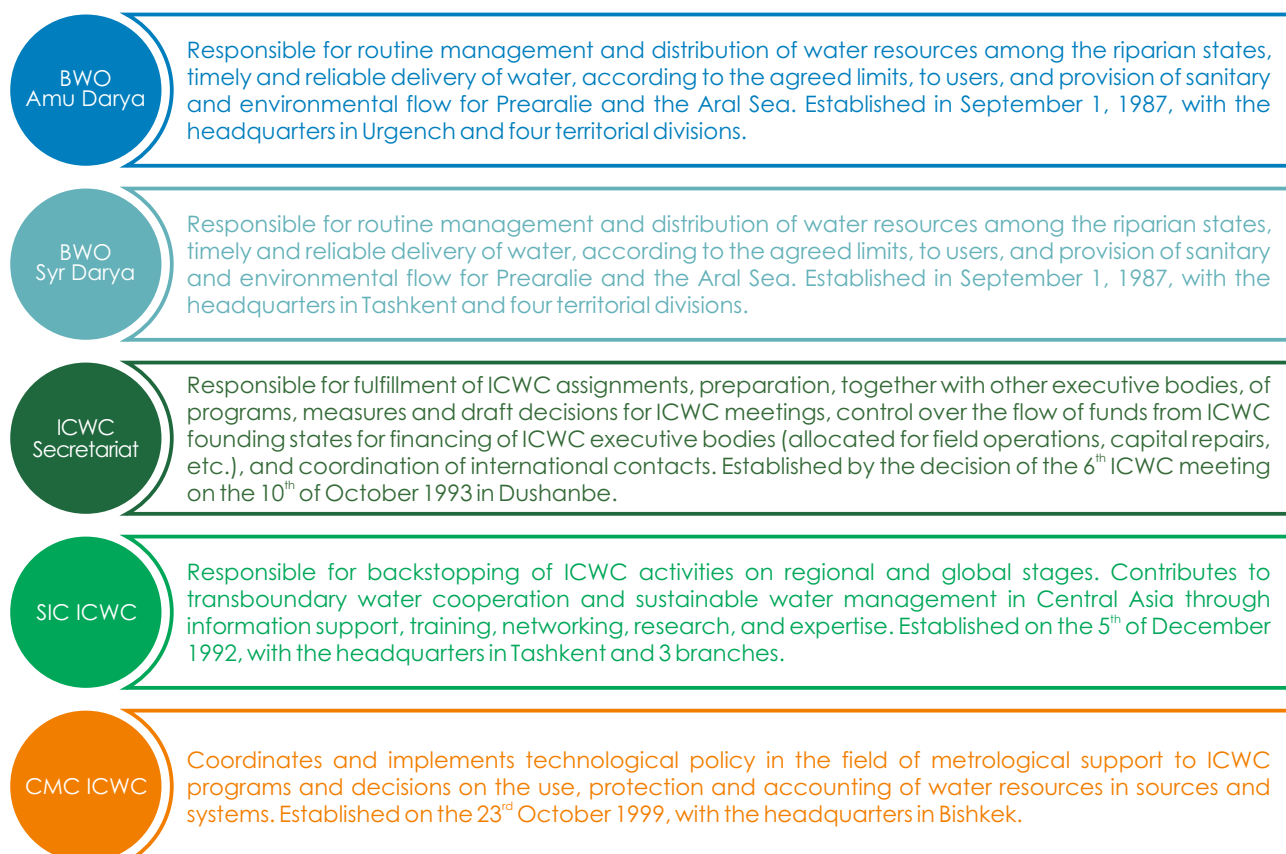 BWO
Amu Darya
Responsible for routine management and distribution of water resources among the riparian states,
timely and reliable delivery of water, according to the agreed limits, to users, and provision of sanitary
and environmental flow for Prearalie and the Aral Sea. Established in September 1, 1987, with the
headquarters in Urgench and four territorial divisions.
BWO
Syr Darya
Responsible for routine management and distribution of water resources among the riparian states,
timely and reliable delivery of water, according to the agreed limits, to users, and provision of sanitary
and environmental flow for Prearalie and the Aral Sea. Established in September 1, 1987, with the
headquarters in Tashkent and four territorial divisions.
ICWC
Secretariat
Responsible for fulfillment of ICWC assignments, preparation, together with other executive bodies, of
programs, measures and draft decisions for ICWC meetings, control over the flow of funds from ICWC
founding states for financing of ICWC executive bodies (allocated for field operations, capital repairs,
etc.), and coordination of international contacts. Established by the decision of the 6th ICWC meeting
on the 10th of October 1993 in Dushanbe.
SIC ICWC
Responsible for backstopping of ICWC activities on regional and global stages. Contributes to
transboundary water cooperation and sustainable water management in Central Asia through
information support, training, networking, research, and expertise. Established on the 5th of December
1992, with the headquarters in Tashkent and 3 branches.
CMC ICWC
Coordinates and implements technological policy in the field of metrological support to ICWC
programs and decisions on the use, protection and accounting of water resources in sources and
systems. Established on the 23rd October 1999, with the headquarters in Bishkek.